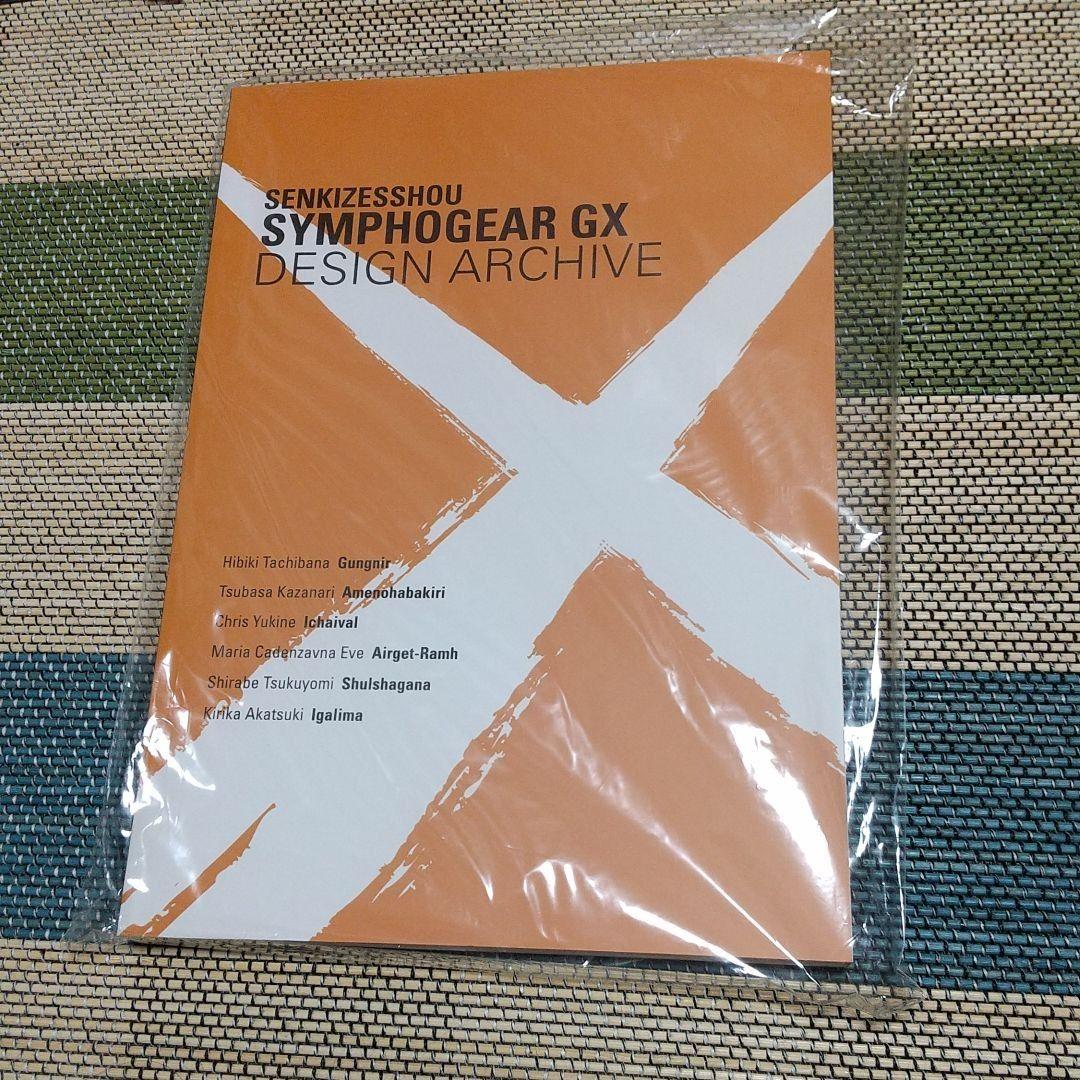 SENKIZESSHOU
SYMPHOGEAR GX
DESIGN ARCHIVE
Hibiki Tachibana Gungnir
Tsubasa Kazanari Amenohabakiri
Chris Yukine Ichaival
Maria Cadenzavna Eve Airget-Ramh
Shirabe Tsukuyomi Shulshagana
Kirika Akatsuki Igalima